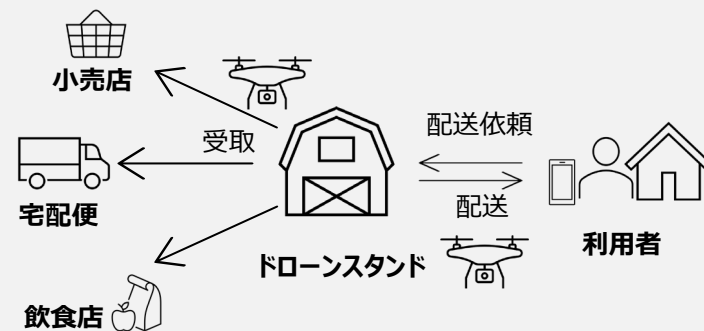 小売店
受取
配送依頼
宅配便
配送
利用者
ドローンスタンド
飲食店